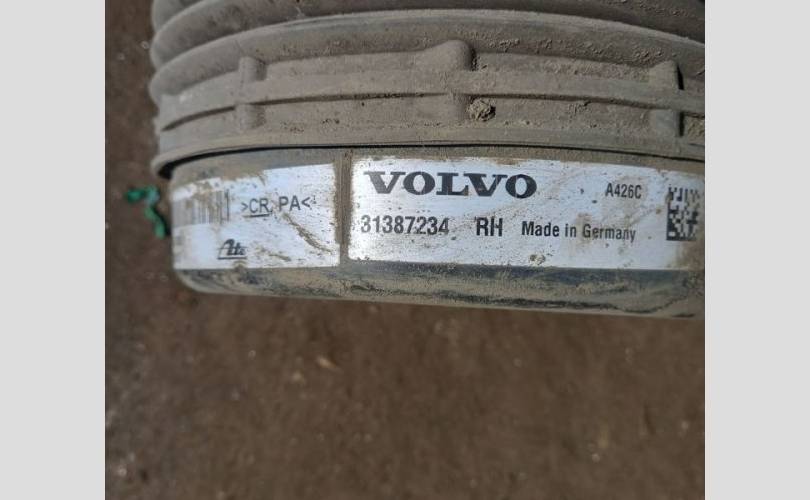 >CR, PA<
Ate
VOLVO A426C
31387234 RH Made in Germany